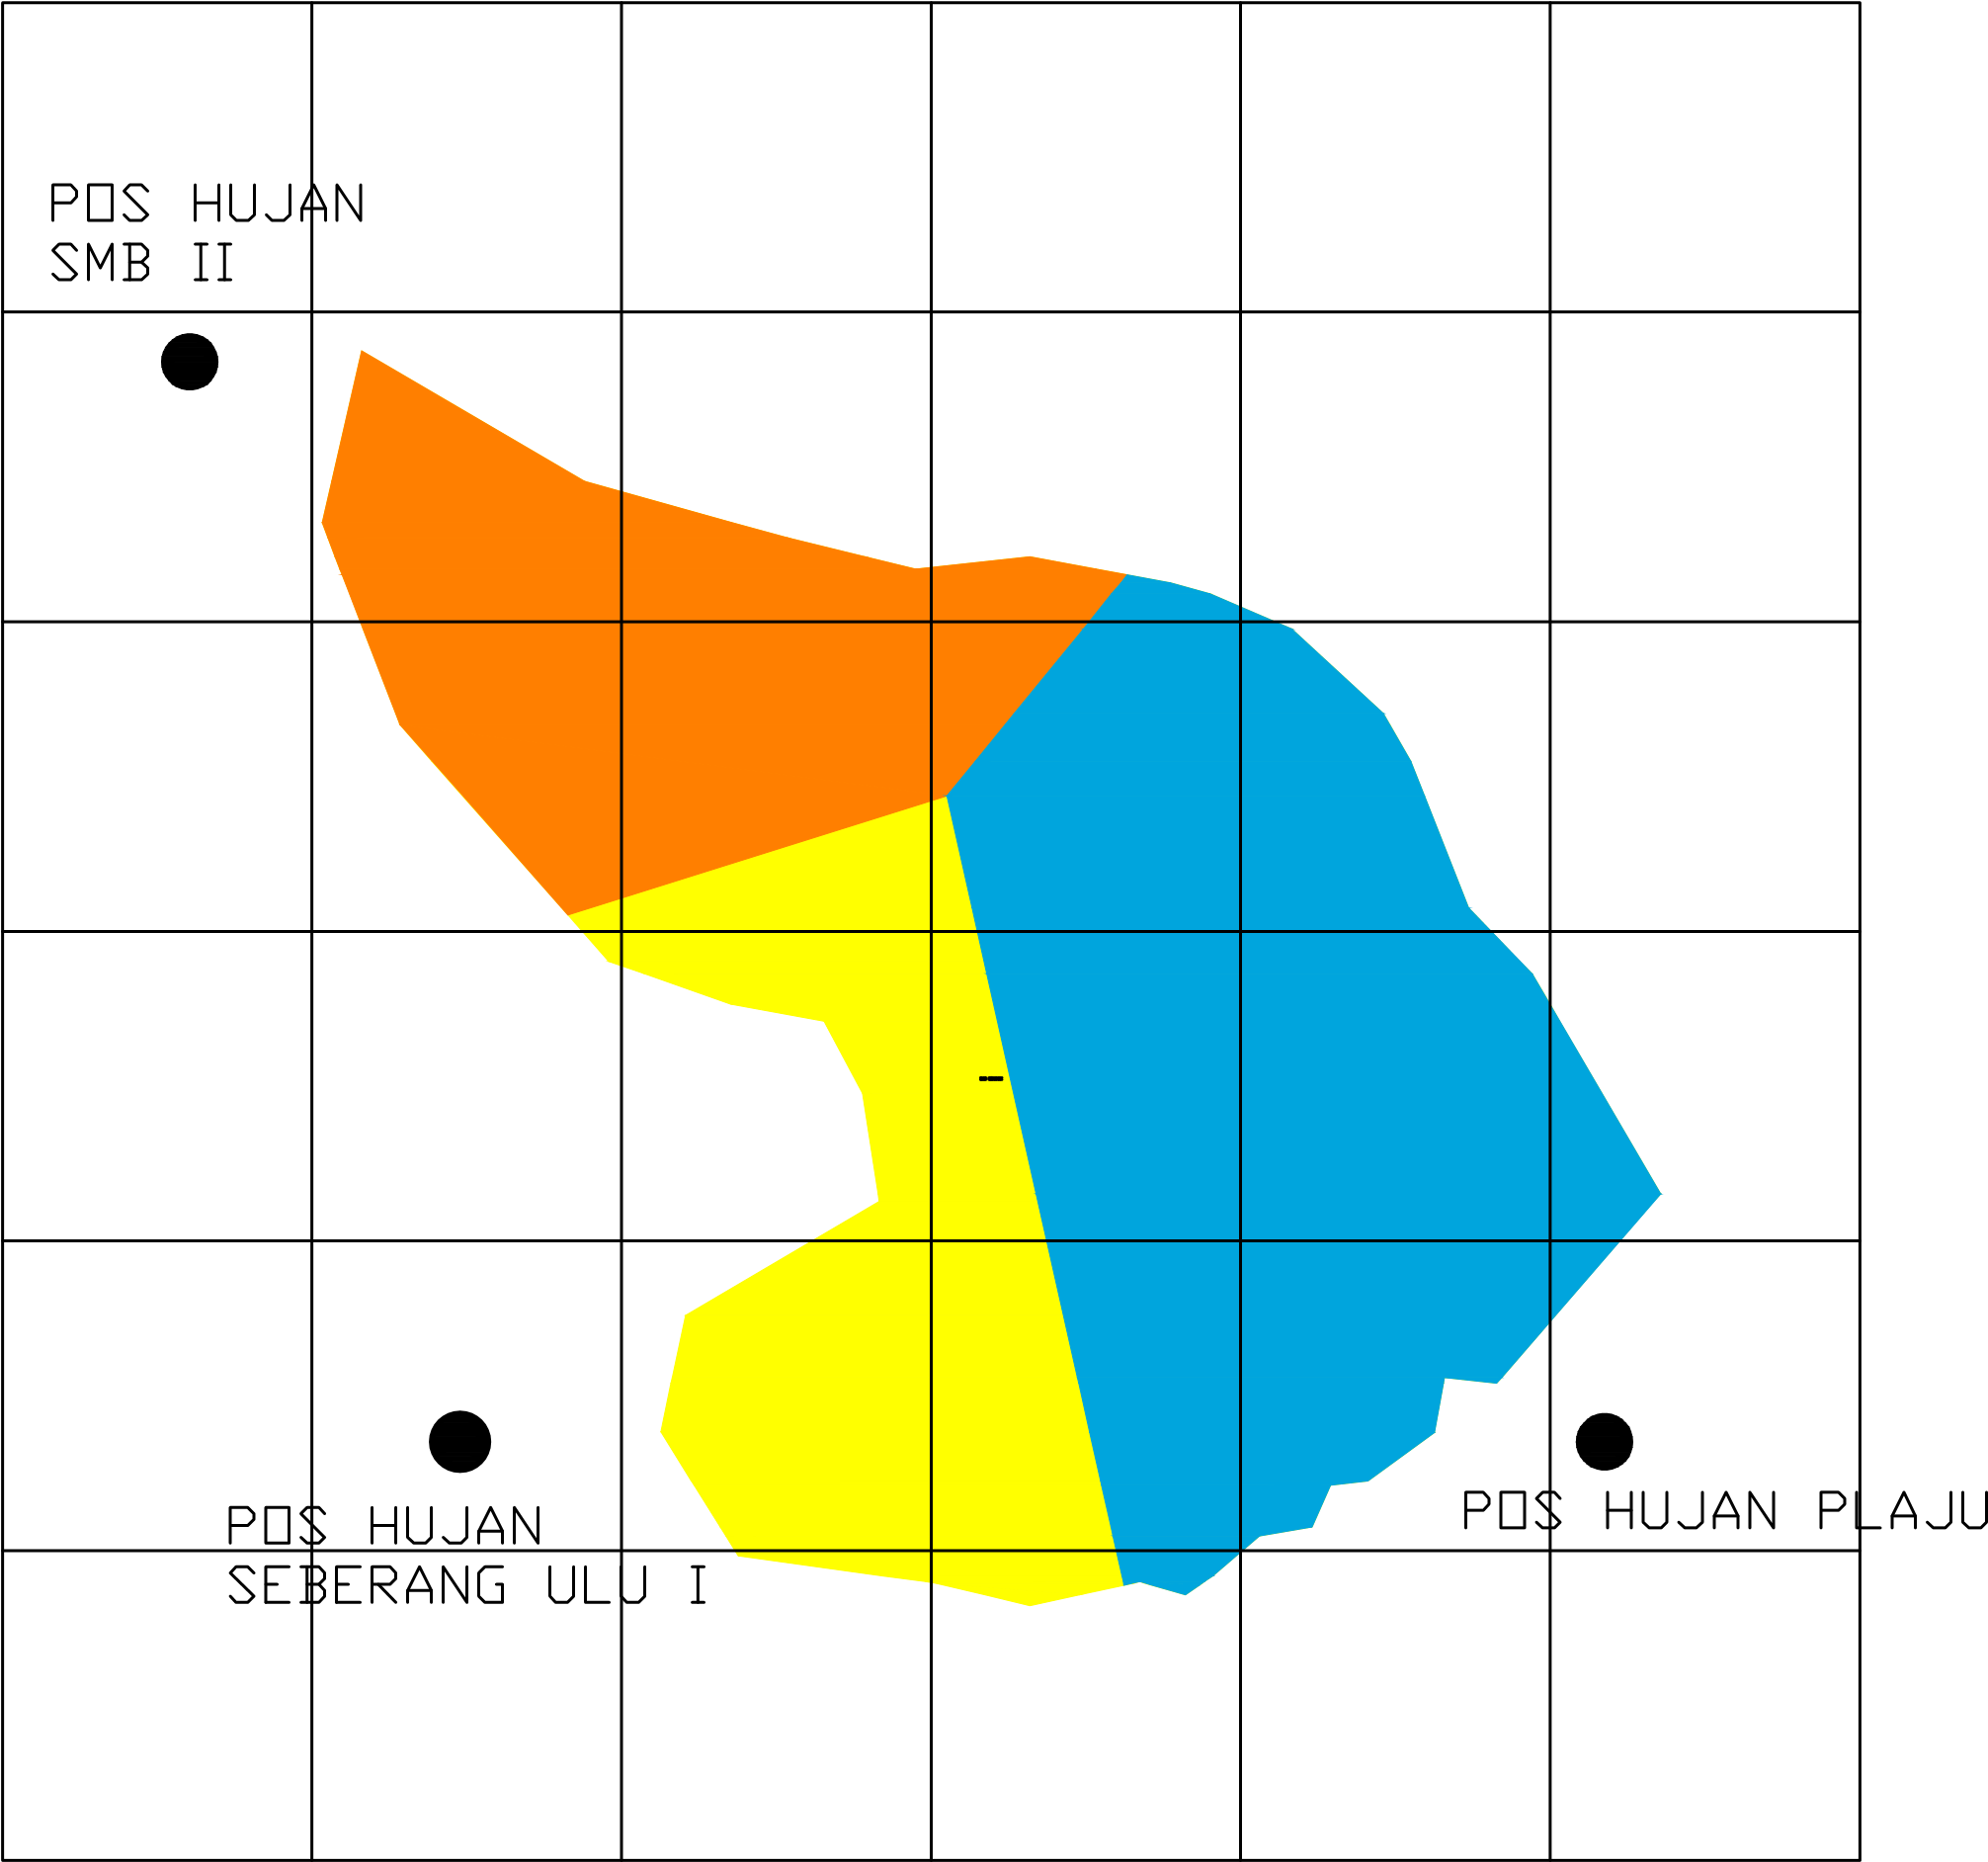 POS HUJAN
SMB II
POS HUJAN PLAJU
POS HUJAN
SEBERANG ULU I